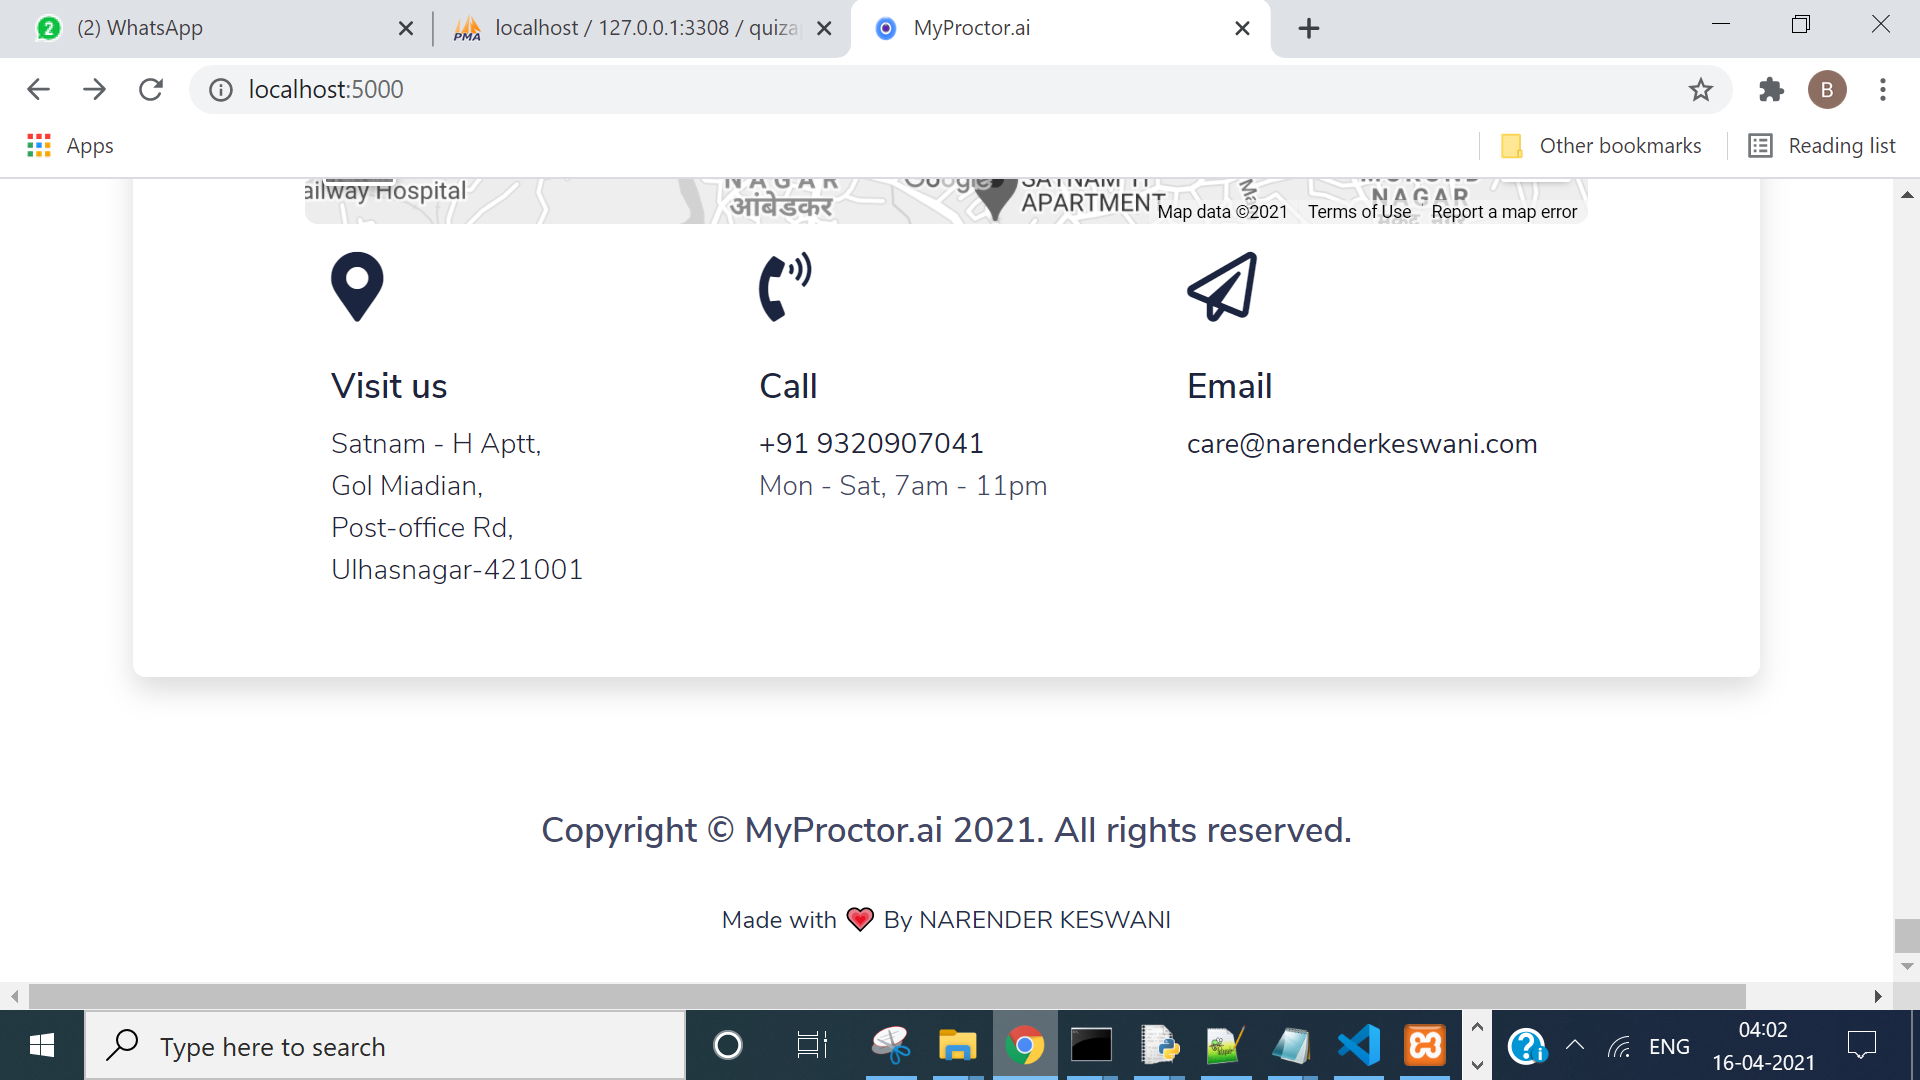 (2) WhatsApp
localhost / 127.0.0.1:3308 / quiza
MyProctor.ai
localhost:5000
B
Apps
Other bookmarks
Reading list
ailway Hospital
NAGAR
आंबेडकर
Google
SATNAM H
APARTMENT
Ma
NAGAR
Map data ©2021
Terms of Use
Report a map error
Visit us
Satnam - H Aptt,
Gol Miadian,
Post-office Rd,
Ulhasnagar-421001
Call
+91 9320907041
Mon - Sat, 7am - 11pm
Email
care@narenderkeswani.com
Copyright © MyProctor.ai 2021. All rights reserved.
Made with ❤ By NARENDER KESWANI
Type here to search
ENG
04:02
16-04-2021